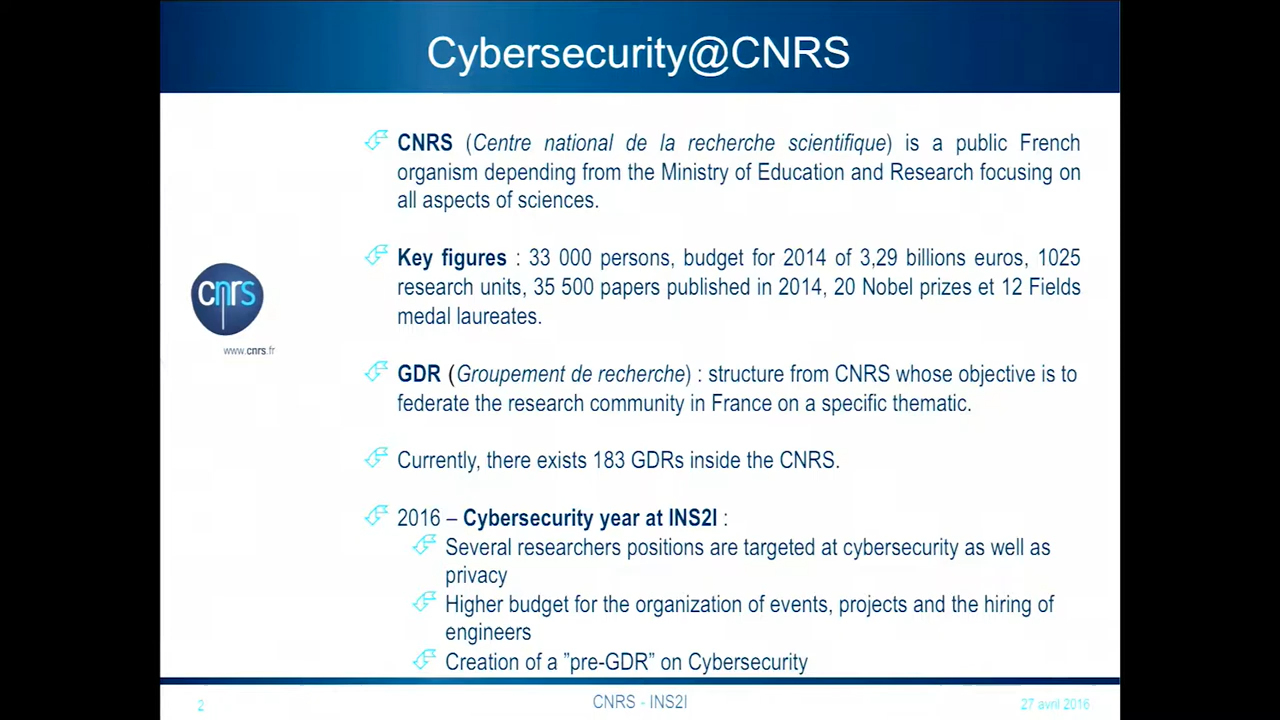 Cybersecurity@CNRS
CNRS (Centre national de la recherche scientifique) is a public French
organism depending from the Ministry of Education and Research focusing on
all aspects of sciences.
Key figures : 33 000 persons, budget for 2014 of 3,29 billions euros, 1025
research units, 35 500 papers published in 2014, 20 Nobel prizes et 12 Fields
medal laureates.
cnrs
www.cnrs.fr
GDR (Groupement de recherche) : structure from CNRS whose objective is to
federate the research community in France on a specific thematic.
Currently, there exists 183 GDRs inside the CNRS.
2016 – Cybersecurity year at INS2I :
Several researchers positions are targeted at cybersecurity as well as
privacy
Higher budget for the organization of events, projects and the hiring of
engineers
Creation of a ”pre-GDR” on Cybersecurity
2
CNRS - INS2I
27 avril 2016